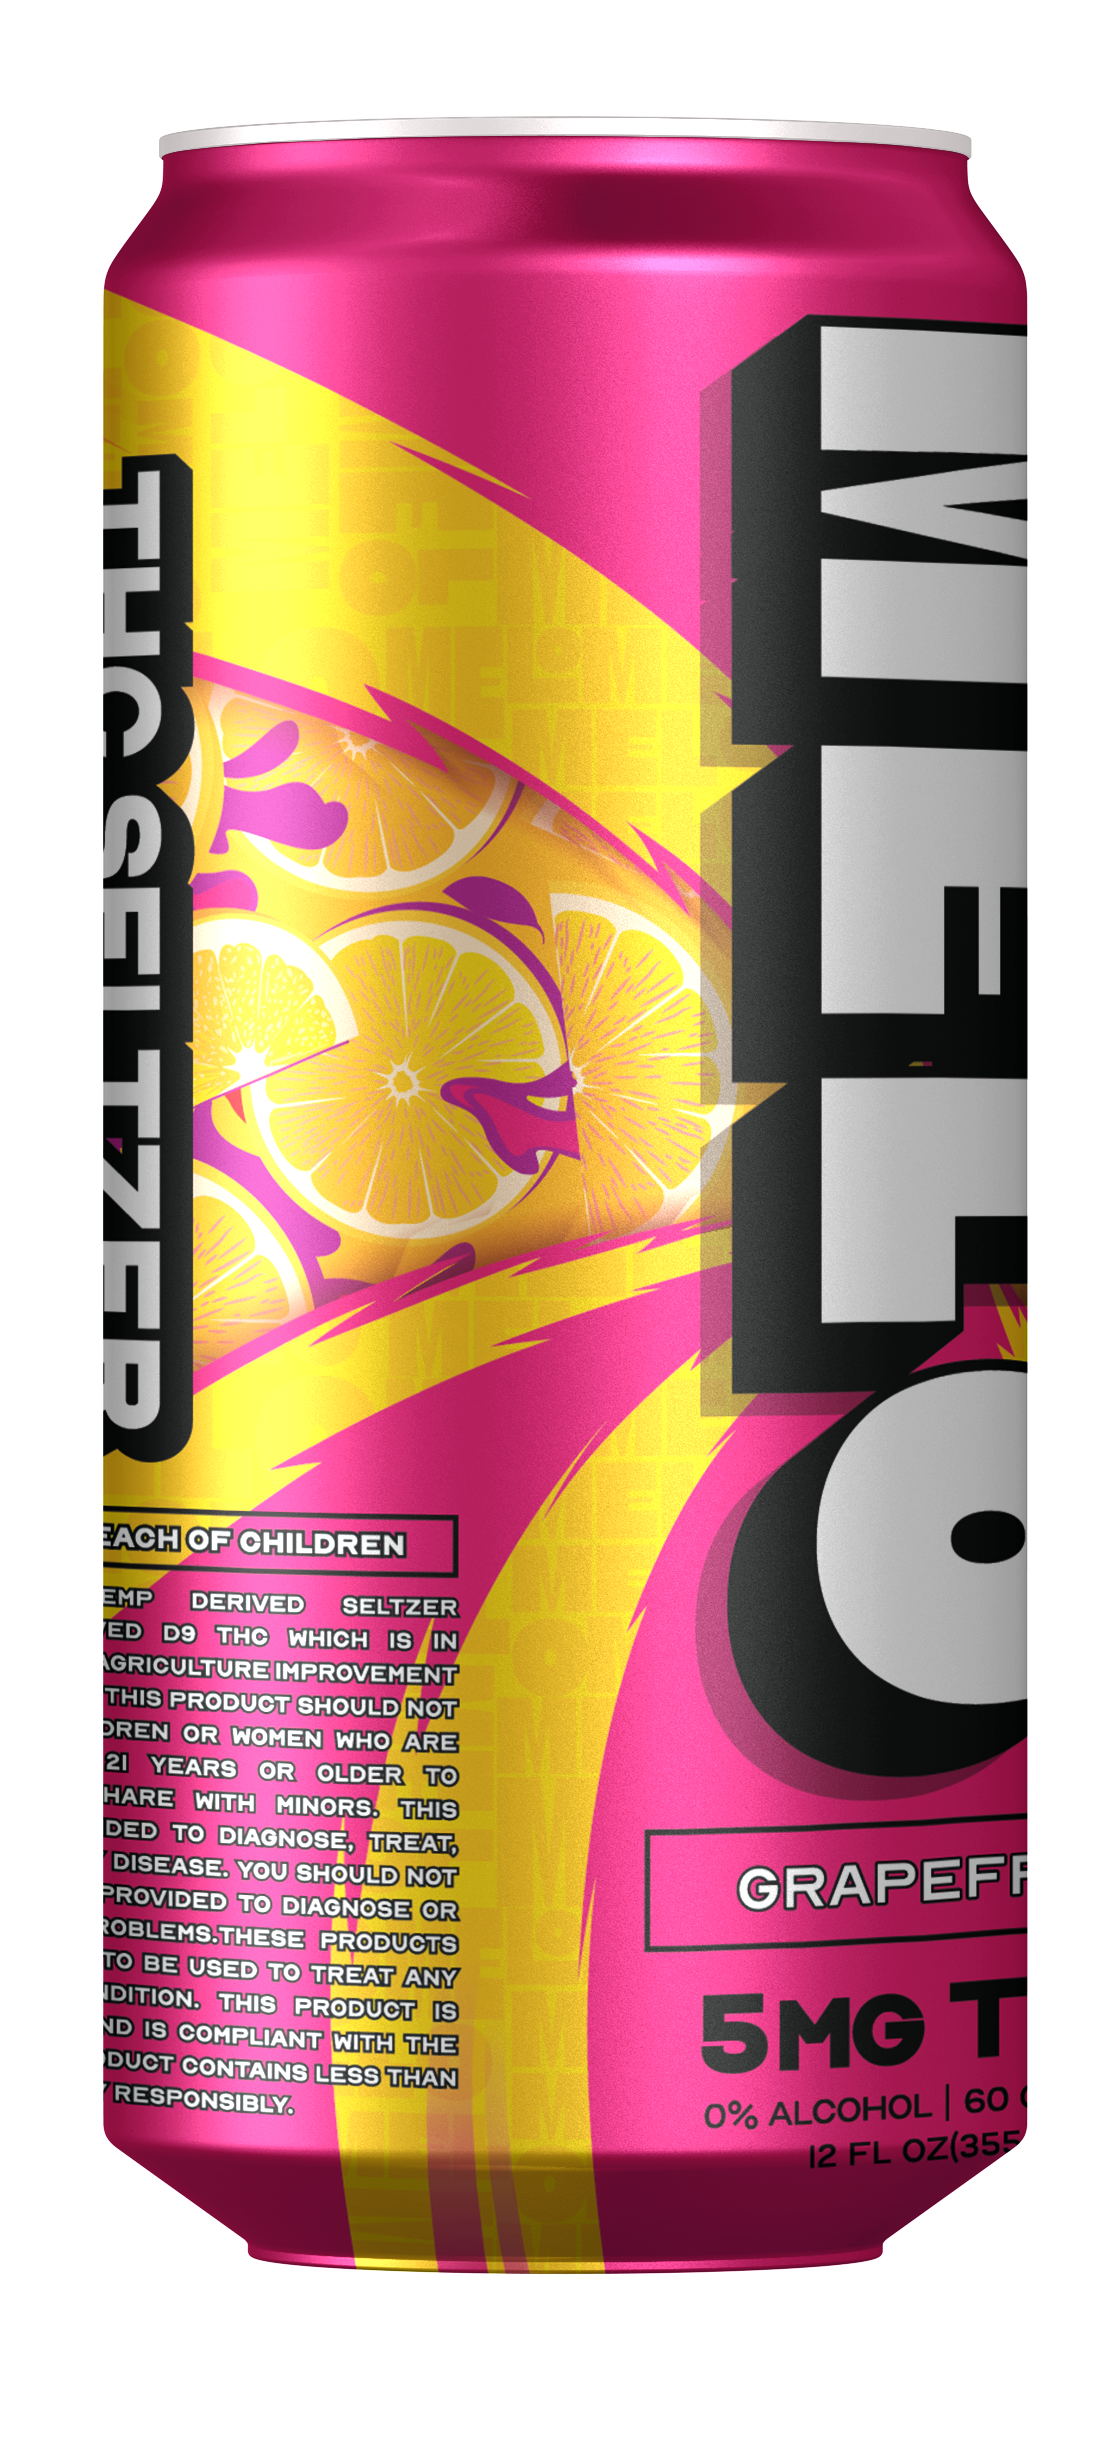 THC SELTZER
EACH OF CHILDREN
EMP DERIVED SELTZER
D9 THC WHICH IS IN
AGRICULTURE IMPROVEMENT
THIS PRODUCT SHOULD NOT
DREN OR WOMEN WHO ARE
21 YEARS OR OLDER TO
HARE WITH MINORS. THIS
DED TO DIAGNOSE, TREAT,
DISEASE. YOU SHOULD NOT
PROVIDED TO DIAGNOSE OR
ROBLEMS.THESE PRODUCTS
TO BE USED TO TREAT ANY
NDITION. THIS PRODUCT IS
ND IS COMPLIANT WITH THE
DUCT CONTAINS LESS THAN
RESPONSIBLY.
MELO
GRAPEFR
5MG T
0% ALCOHOL | 60
12 FL OZ(355